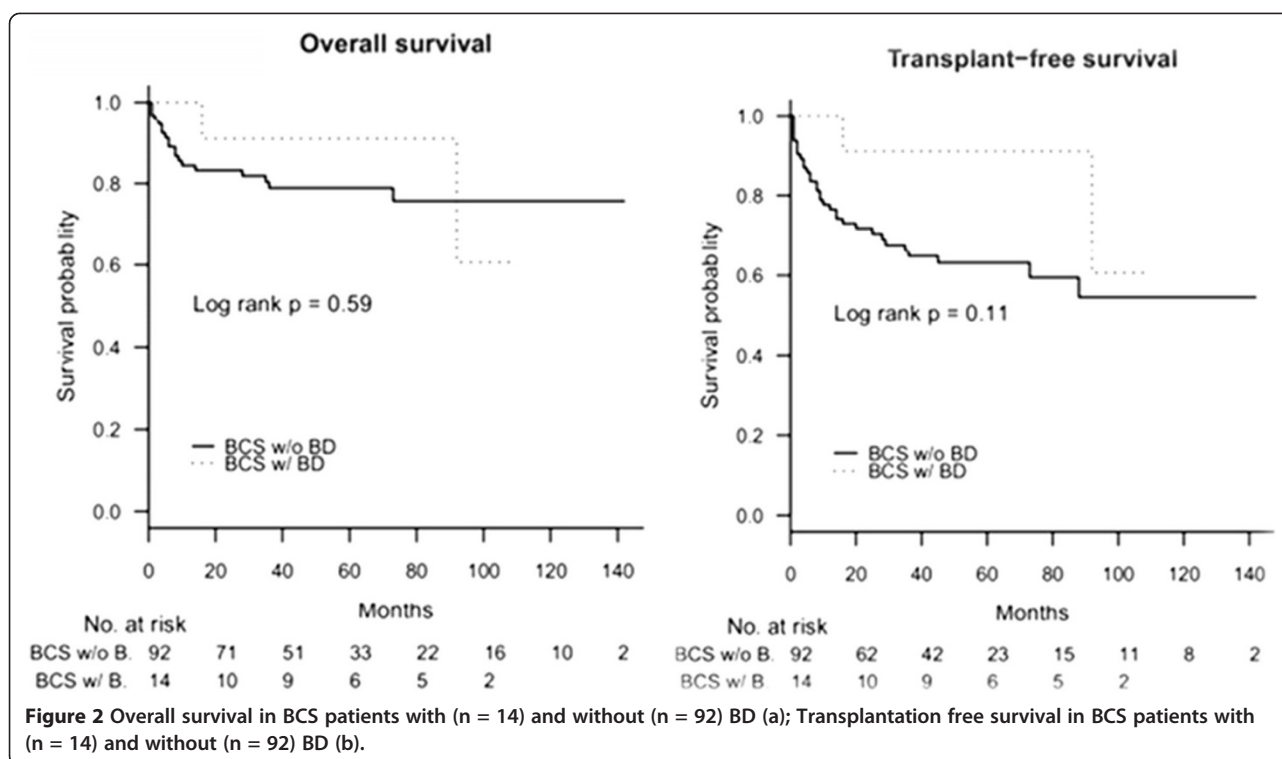 Overall survival
1.0
0.8
0.6
0.4
0.2
0.0
Survival probability
Log rank p = 0.59
BCS w/o BD
BCS w/ BD
0 20 40 60 80 100 120 140
Months
No. at risk
BCS w/o B. 92 71 51 33 22 16 10 2
BCS w/ B. 14 10 9 6 5 2
Transplant-free survival
1.0
0.8
0.6
0.4
0.2
0.0
Survival probability
Log rank p = 0.11
BCS w/o BD
BCS w/ BD
0 20 40 60 80 100 120 140
Months
No. at risk
BCS w/o B. 92 62 42 23 15 11 8 2
BCS w/ B. 14 10 9 6 5 2
Figure 2 Overall survival in BCS patients with (n = 14) and without (n = 92) BD (a); Transplantation free survival in BCS patients with
(n = 14) and without (n = 92) BD (b).